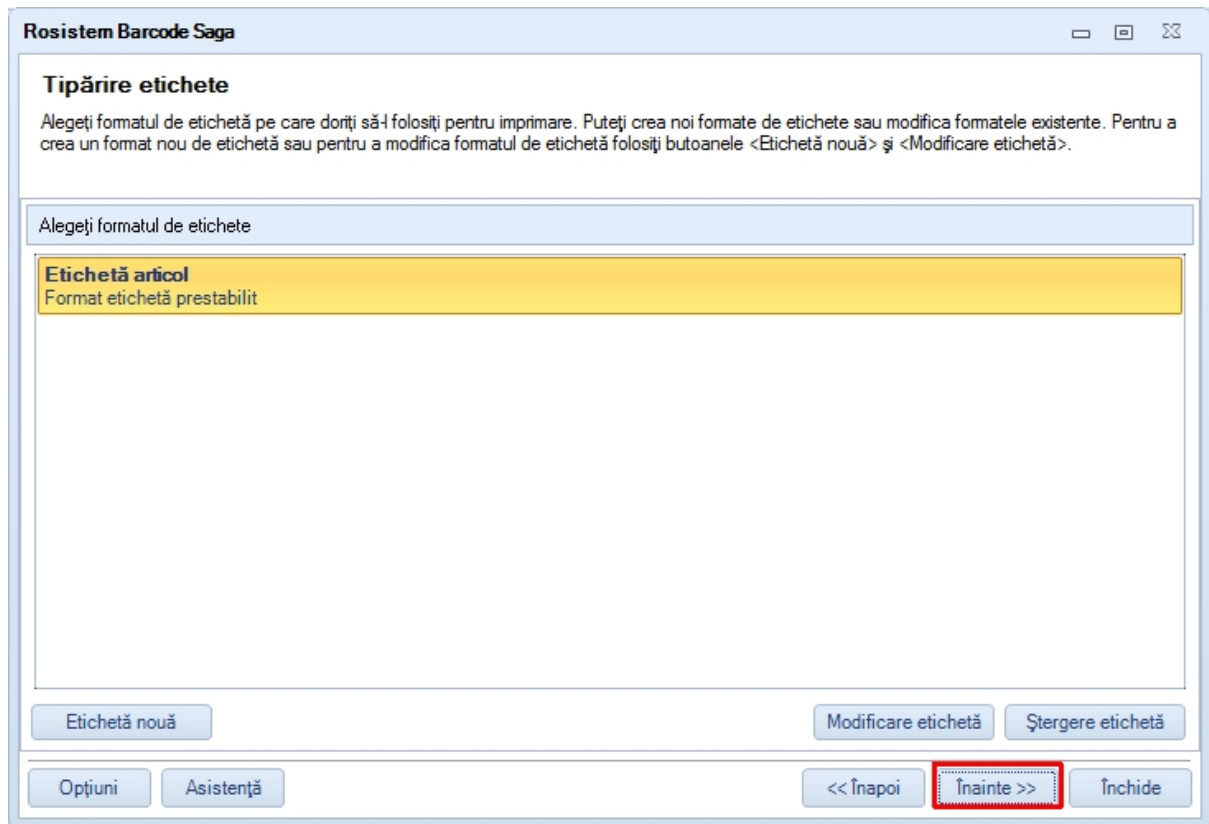 Rosistem Barcode Saga
Tipărire etichete
Alegeţi formatul de etichetă pe care doriţi să-l folosiţi pentru imprimare. Puteţi crea noi formate de etichete sau modifica formatele existente. Pentru a
crea un format nou de etichetă sau pentru a modifica formatul de etichetă folosiţi butoanele <Etichetă nouă> şi <Modificare etichetă>.
Alegeţi formatul de etichete
Etichetă articol
Format etichetă prestabilit
Etichetă nouă
Modificare etichetă
Ştergere etichetă
Opţiuni
Asistenţă
<< Înapoi
Înainte >>
Închide